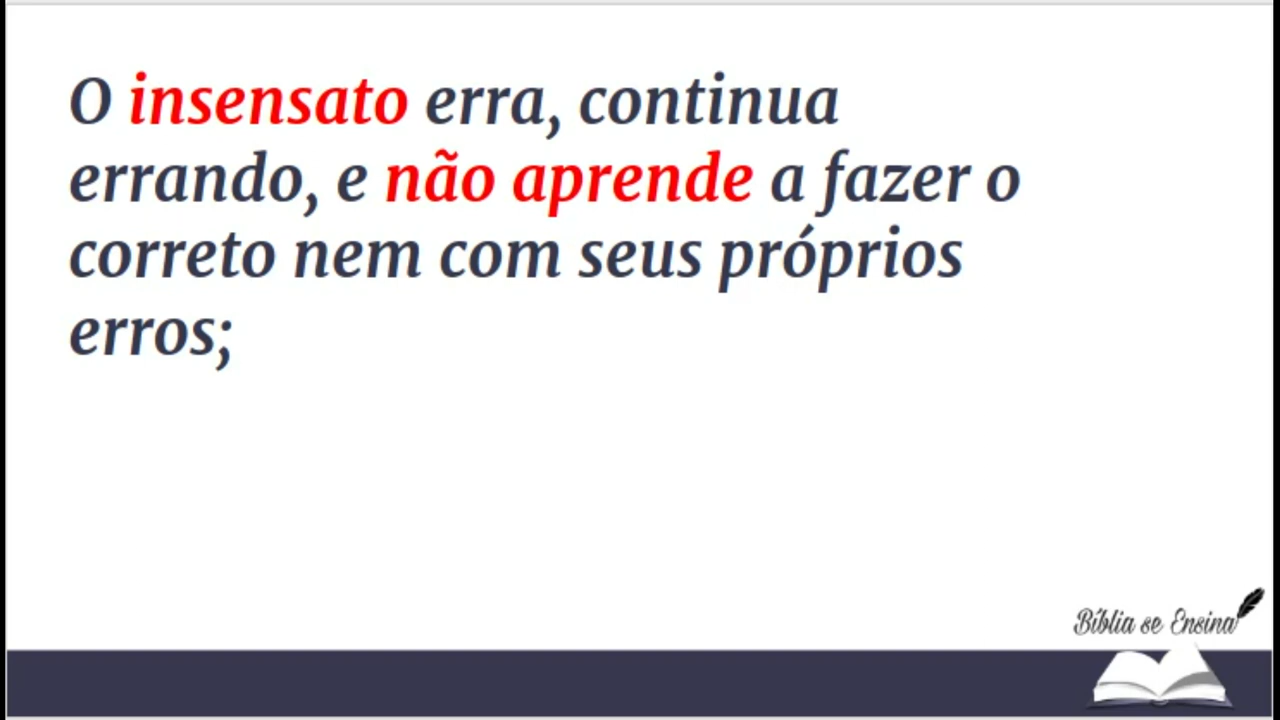 O insensato erra, continua
errando, e não aprende a fazer o
correto nem com seus próprios
erros;
Bíblia se Ensina